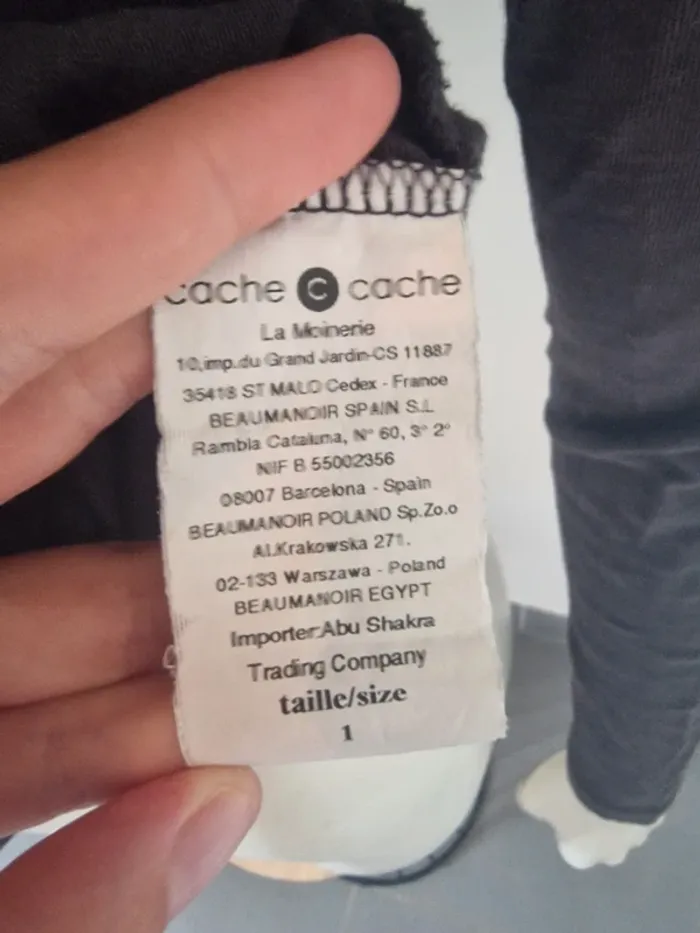 cache c cache
La Moinerie
10,imp.du Grand Jardin-CS 11887
35418 ST MALO Cedex - France
BEAUMANOIR SPAIN S.L
Rambla Cataluna, N° 60, 3° 2°
NIF B 55002356
08007 Barcelona - Spain
BEAUMANOIR POLAND Sp.Zo.o
Al.Krakowska 271.
02-133 Warszawa - Poland
BEAUMANOIR EGYPT
Importer:Abu Shakra
Trading Company
taille/size
1